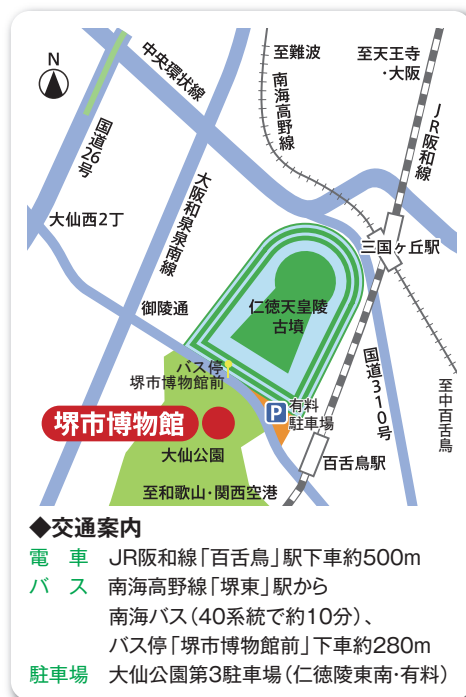 N
中央環状線
至難波
南海高野線
至天王寺
・大阪
JR阪和線
国道26号
大阪和泉泉南線
大仙西2丁
三国ヶ丘駅
御陵通
仁徳天皇陵
古墳
国道310号
バス停
堺市博物館前
至中百舌鳥
P
有料
駐車場
堺市博物館
大仙公園
百舌鳥駅
至和歌山・関西空港
◆交通案内
電　車　JR阪和線「百舌鳥」駅下車約500m
バ　ス　南海高野線「堺東」駅から
南海バス(40系統で約10分)、
バス停「堺市博物館前」下車約280m
駐車場　大仙公園第3駐車場(仁徳陵東南・有料)